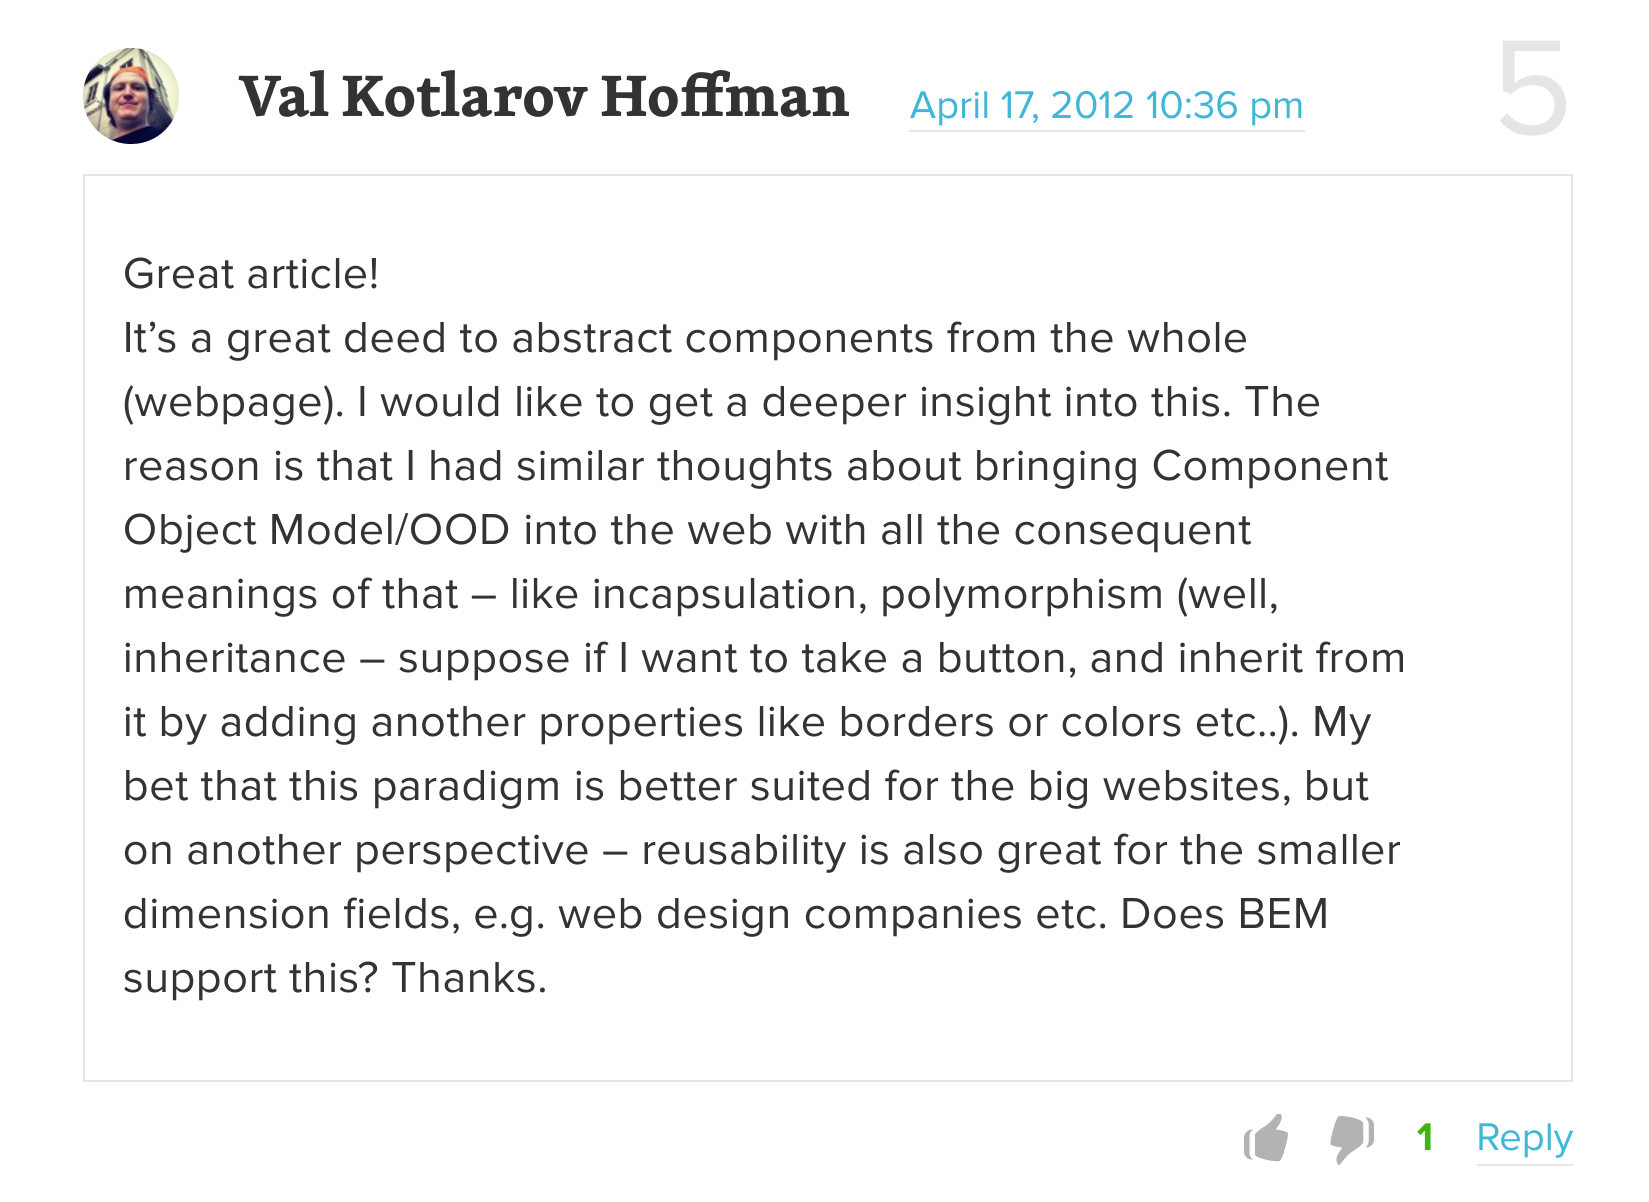 Val Kotlarov Hoffman April 17, 2012 10:36 pm 5
Great article!
It’s a great deed to abstract components from the whole
(webpage). I would like to get a deeper insight into this. The
reason is that I had similar thoughts about bringing Component
Object Model/OOD into the web with all the consequent
meanings of that – like incapsulation, polymorphism (well,
inheritance – suppose if I want to take a button, and inherit from
it by adding another properties like borders or colors etc..). My
bet that this paradigm is better suited for the big websites, but
on another perspective – reusability is also great for the smaller
dimension fields, e.g. web design companies etc. Does BEM
support this? Thanks.
1 Reply